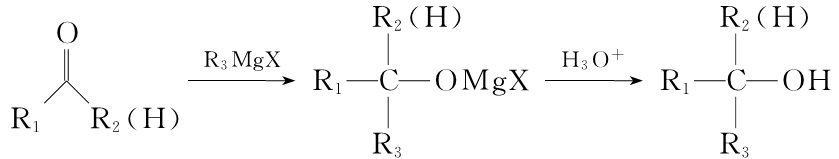 O
R₁
R₂(H)
R₃MgX
R₂(H)
R₁—C—OMgX
R₃
H₃O⁺
R₂(H)
R₁—C—OH
R₃